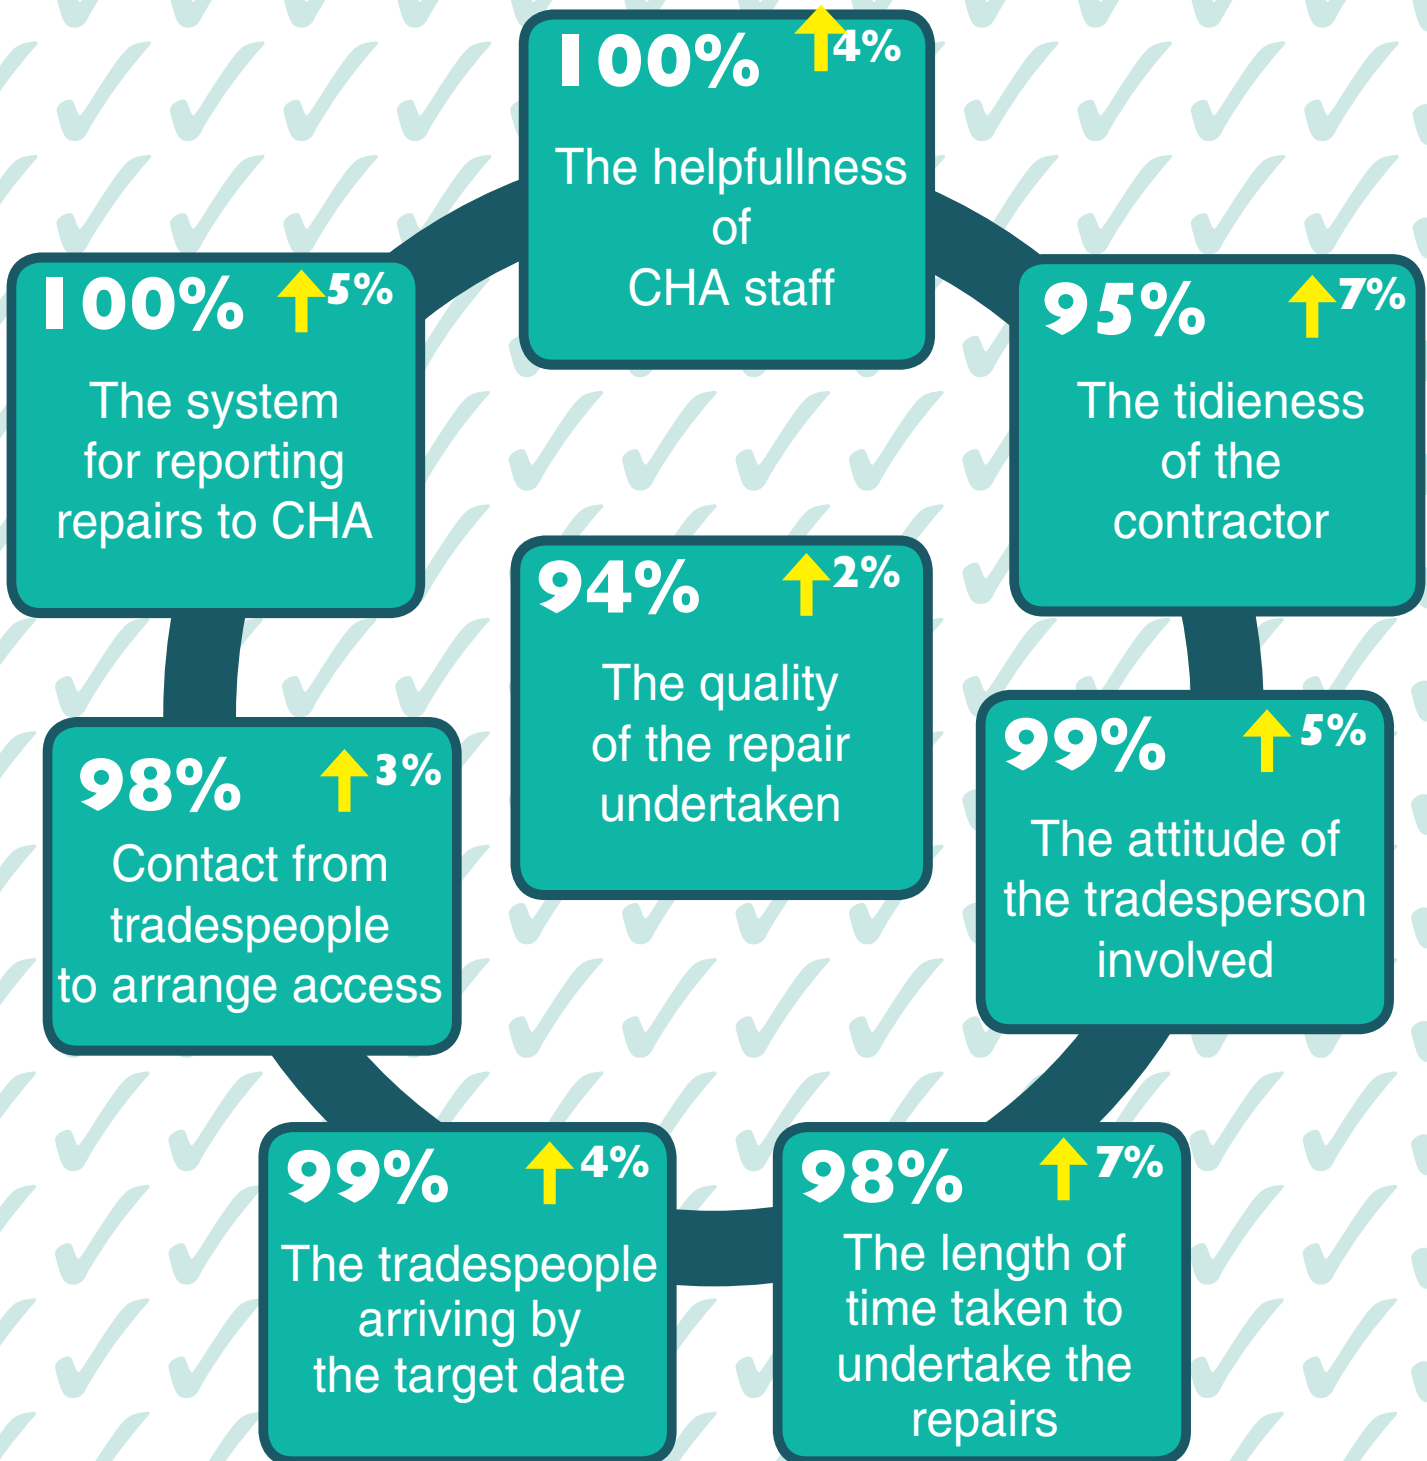 100% 4%
The helpfullness
of
CHA staff
100% 5%
The system
for reporting
repairs to CHA
95% 7%
The tidieness
of the
contractor
94% 2%
The quality
of the repair
undertaken
98% 3%
Contact from
tradespeople
to arrange access
99% 5%
The attitude of
the tradesperson
involved
99% 4%
The tradespeople
arriving by
the target date
98% 7%
The length of
time taken to
undertake the
repairs